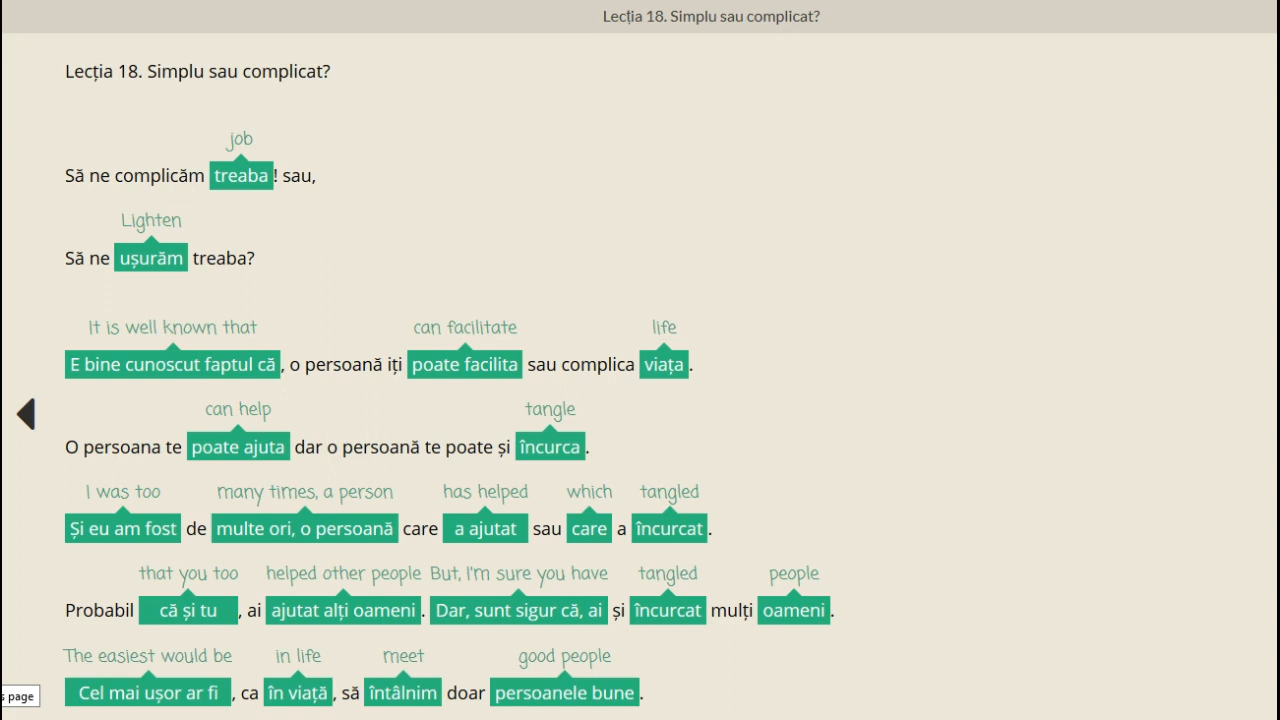 Lecția 18. Simplu sau complicat?
Lecția 18. Simplu sau complicat?
job
Să ne complicăm treaba! sau,
Lighten
Să ne ușurăm treaba?
It is well known that can facilitate life
E bine cunoscut faptul că, o persoană iți poate facilita sau complica viața.
can help tangle
O persoana te poate ajuta dar o persoană te poate și încurca.
I was too many times, a person has helped which tangled
Și eu am fost de multe ori, o persoană care a ajutat sau care a încurcat.
that you too helped other people But, I'm sure you have tangled people
Probabil că și tu, ai ajutat alți oameni. Dar, sunt sigur că, ai și încurcat mulți oameni.
The easiest would be in life meet good people
Cel mai ușor ar fi, ca în viață, să întâlnim doar persoanele bune.
s page